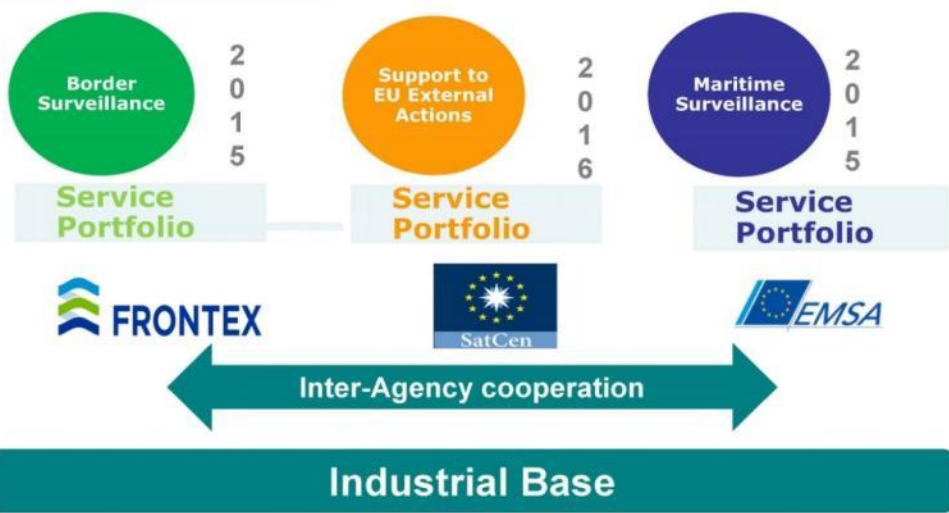 Border
Surveillance
2
0
1
5
Support to
EU External
Actions
2
0
1
6
Maritime
Surveillance
2
0
1
5
Service
Portfolio
Service
Portfolio
Service
Portfolio
FRONTEX
SatCen
EMSA
Inter-Agency cooperation
Industrial Base